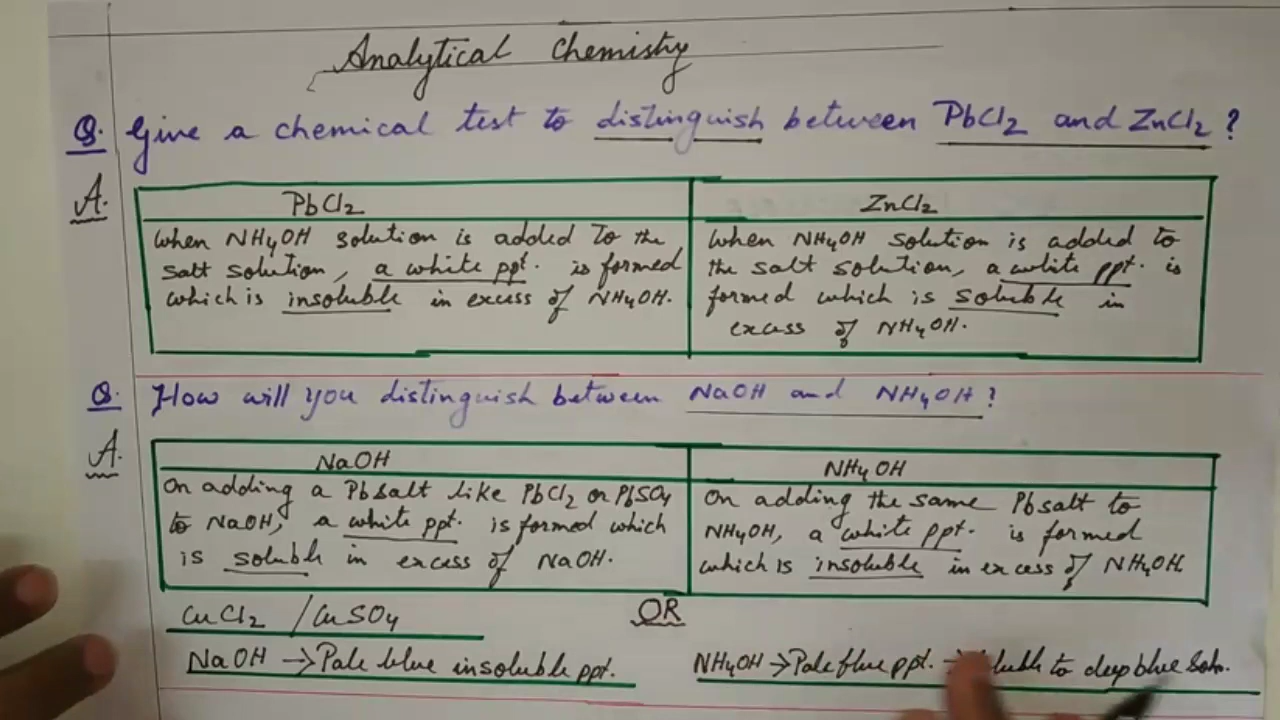 Analytical Chemistry
Q. Give a chemical test to distinguish between PbCl2 and ZnCl2?
A.
PbCl2
When NH4OH solution is added to the
salt solution, a white ppt. is formed
which is insoluble in excess of NH4OH.
ZnCl2
When NH4OH solution is added to
the salt solution, a white ppt. is
formed which is soluble in
excess of NH4OH.
Q. How will you distinguish between NaOH and NH4OH?
A.
NaOH
On adding a Pb salt like PbCl2 or PbSO4
to NaOH, a white ppt. is formed which
is soluble in excess of NaOH.
NH4OH
On adding the same Pb salt to
NH4OH, a white ppt. is formed
which is insoluble in excess of NH4OH.
OR
CuCl2 / CuSO4
NaOH → Pale blue insoluble ppt.
NH4OH → Pale blue ppt. → to deep blue soln.